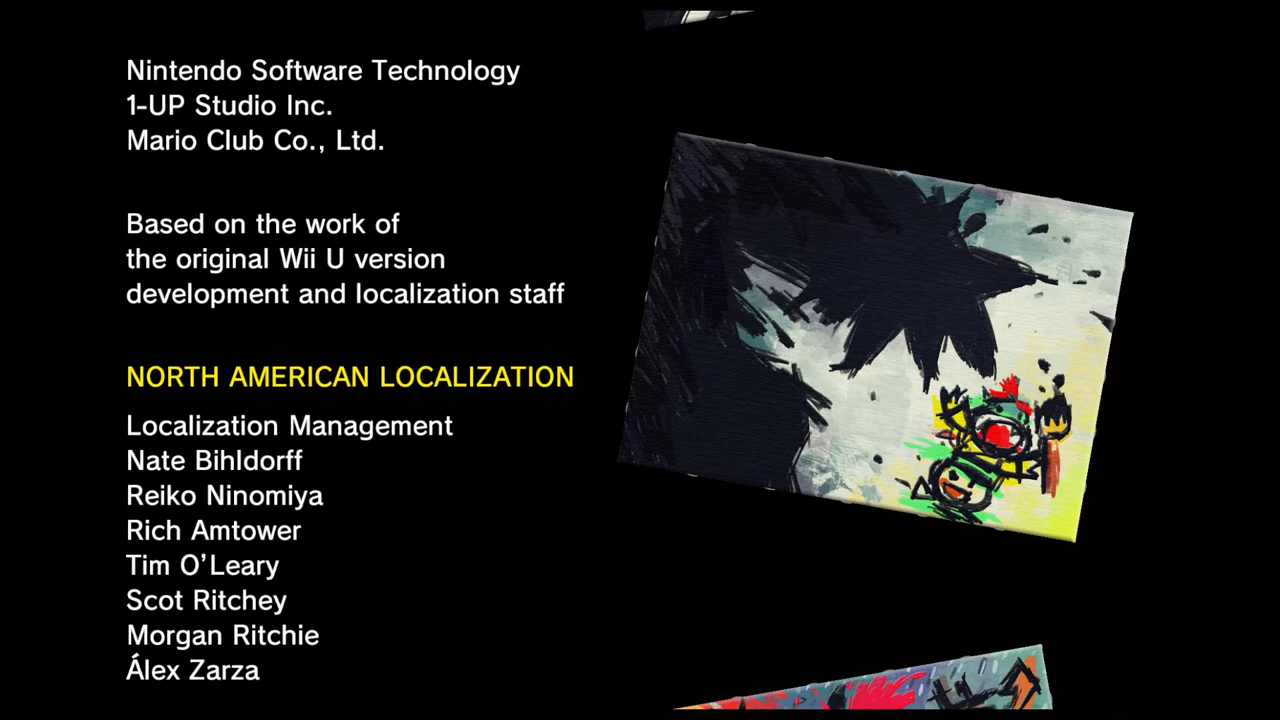 Nintendo Software Technology
1-UP Studio Inc.
Mario Club Co., Ltd.
Based on the work of
the original Wii U version
development and localization staff
NORTH AMERICAN LOCALIZATION
Localization Management
Nate Bihldorff
Reiko Ninomiya
Rich Amtower
Tim O’Leary
Scot Ritchey
Morgan Ritchie
Álex Zarza